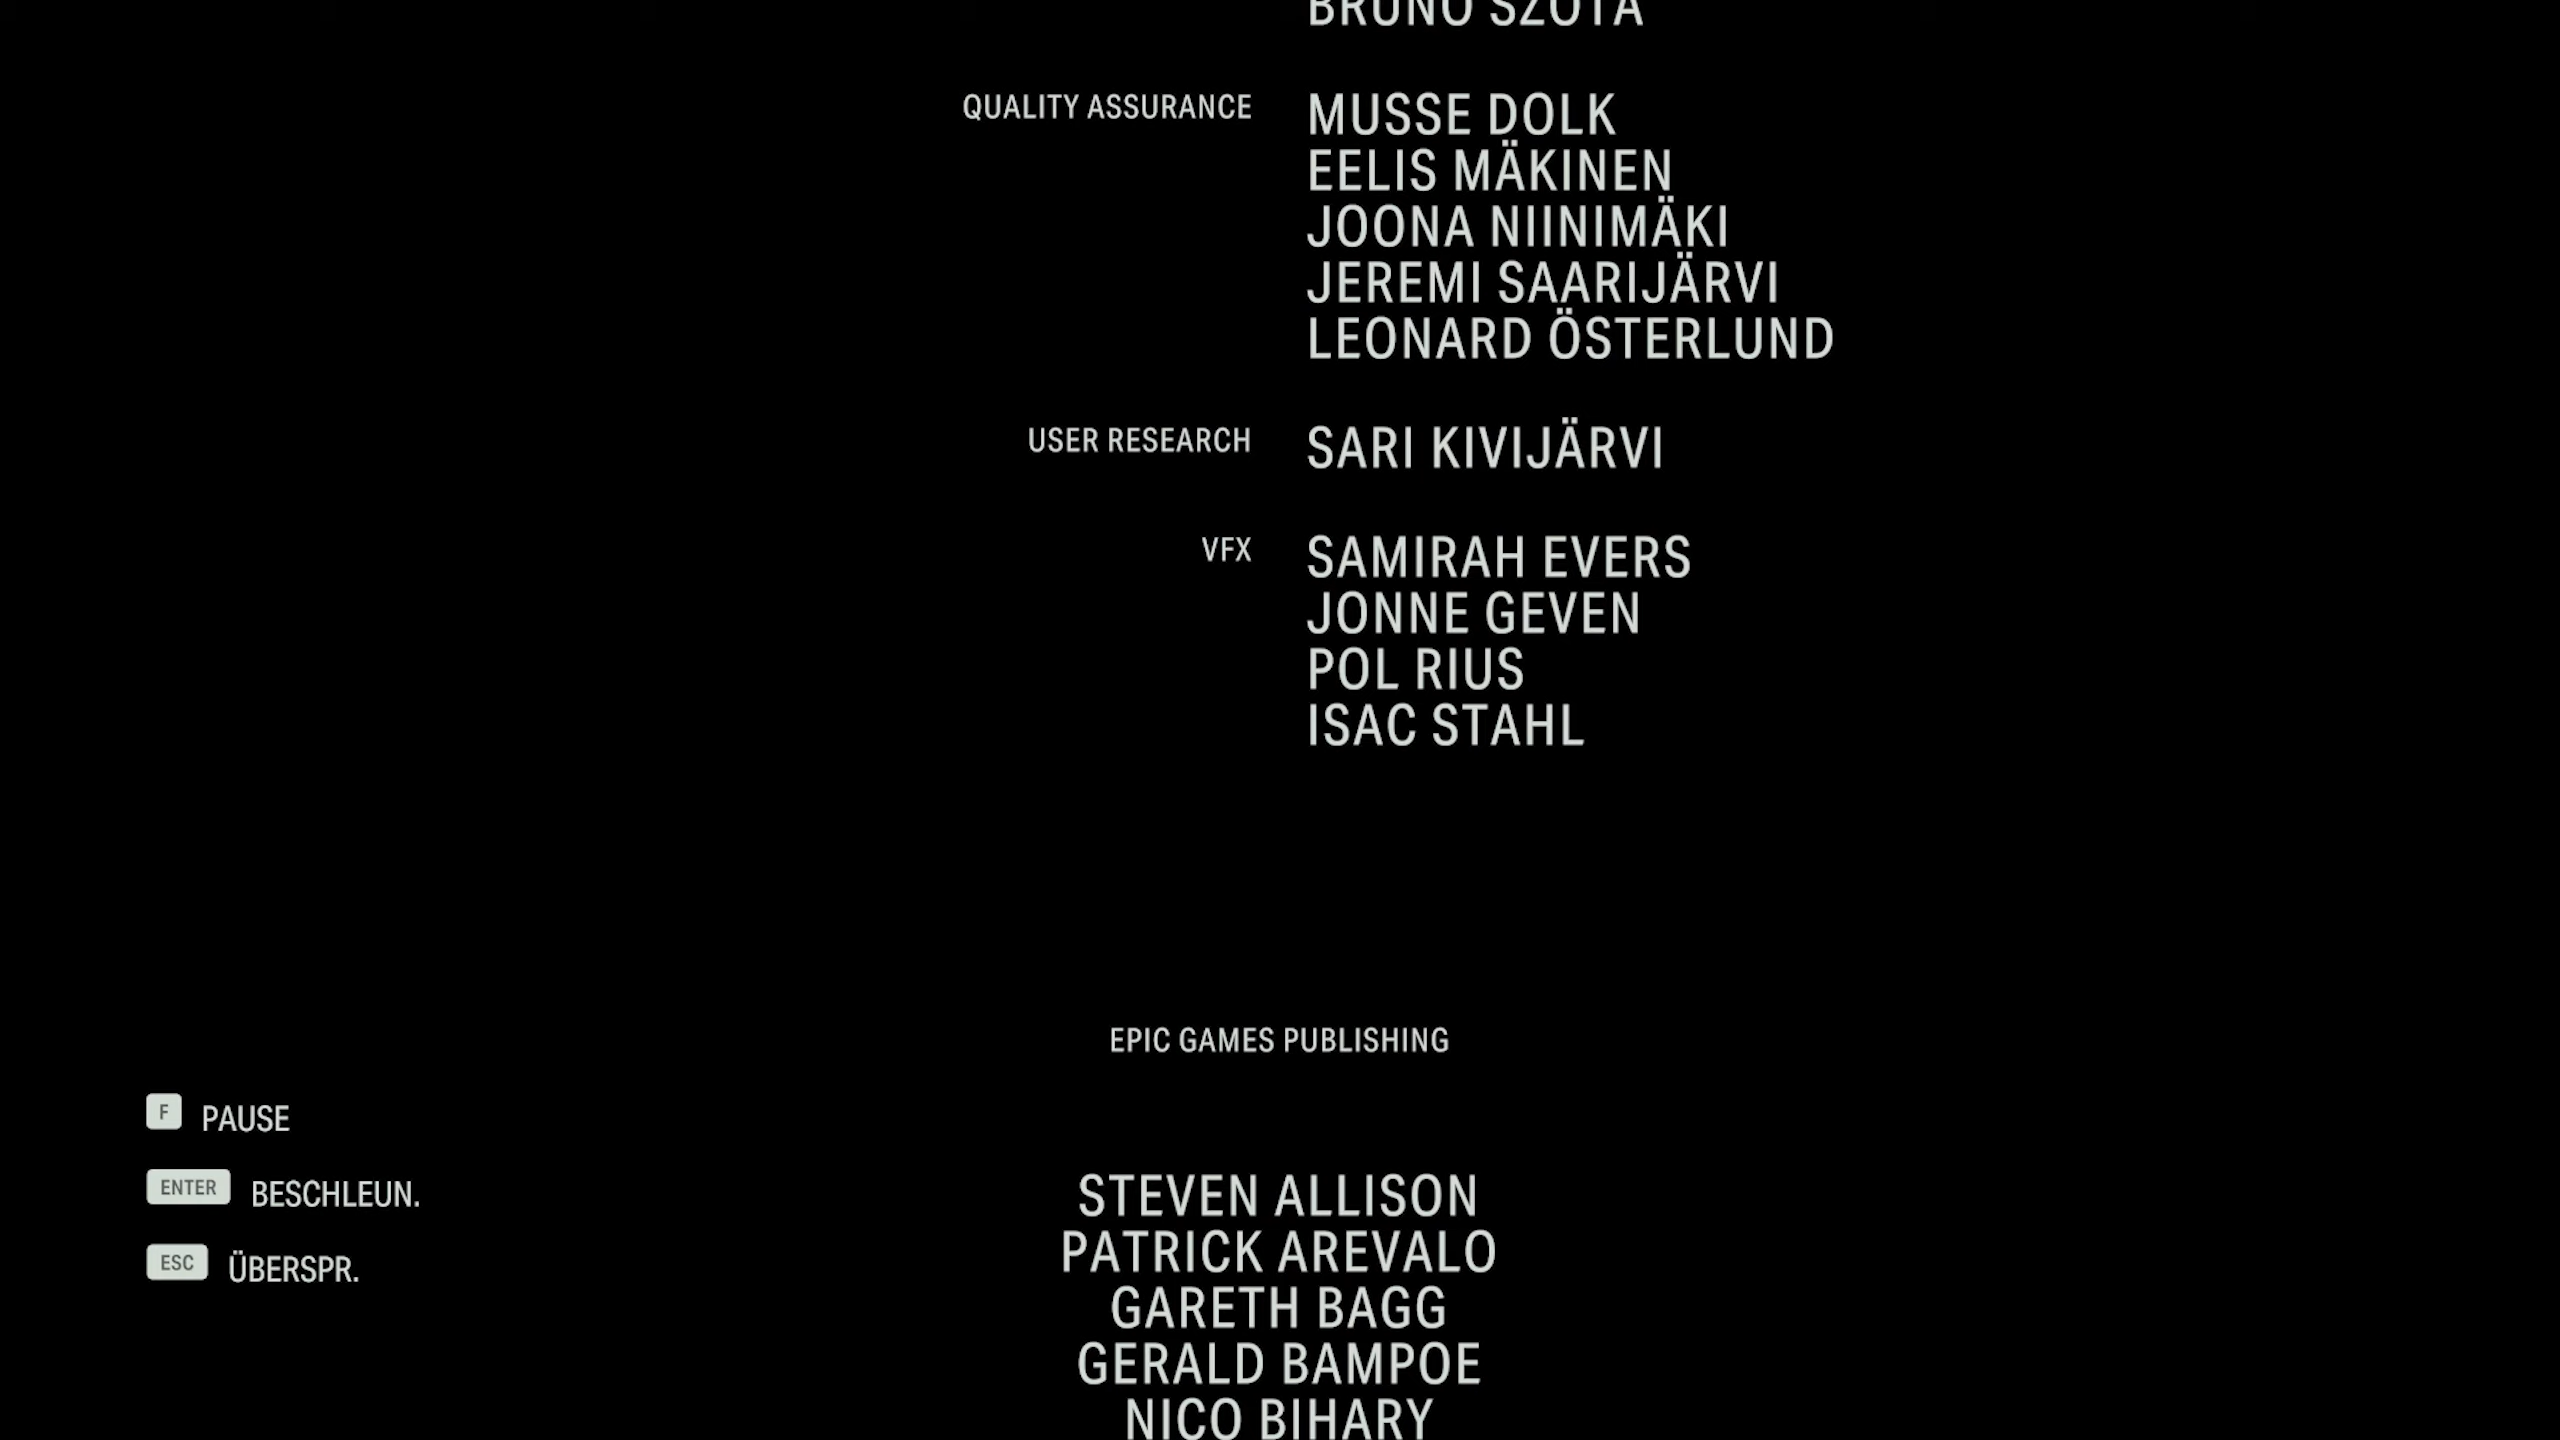 BRUNO SZOTA
QUALITY ASSURANCE MUSSE DOLK
EELIS MÄKINEN
JOONA NIINIMÄKI
JEREMI SAARIJÄRVI
LEONARD ÖSTERLUND
USER RESEARCH SARI KIVIJÄRVI
VFX SAMIRAH EVERS
JONNE GEVEN
POL RIUS
ISAC STAHL
EPIC GAMES PUBLISHING
STEVEN ALLISON
PATRICK AREVALO
GARETH BAGG
GERALD BAMPOE
NICO BIHARY
F PAUSE
ENTER BESCHLEUN.
ESC ÜBERSPR.